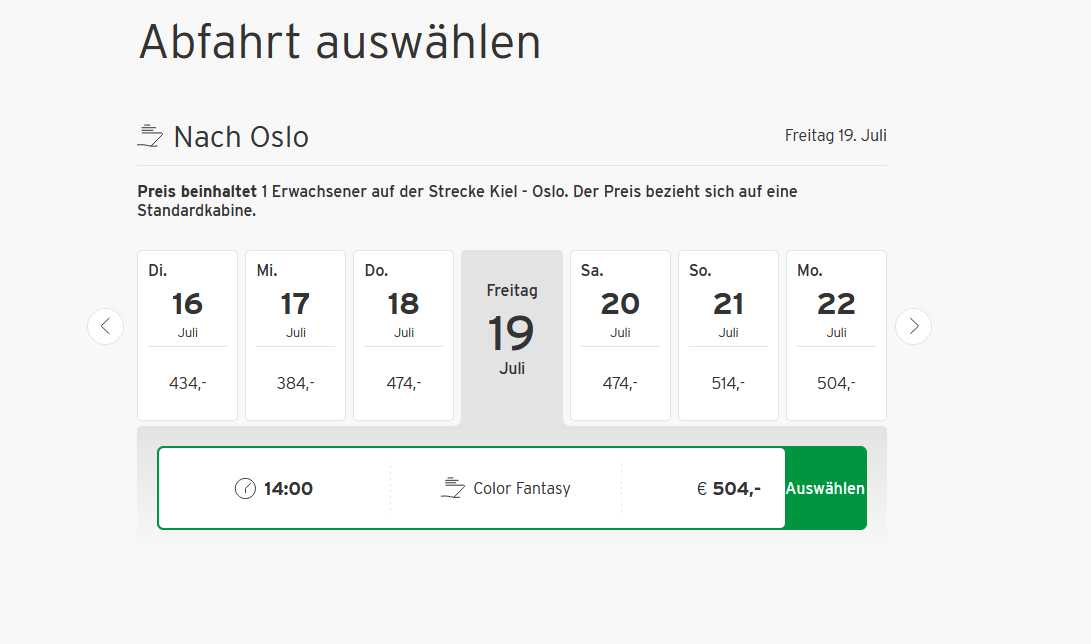 Abfahrt auswählen
Nach Oslo
Freitag 19. Juli
Preis beinhaltet 1 Erwachsener auf der Strecke Kiel - Oslo. Der Preis bezieht sich auf eine
Standardkabine.
Di.
16
Juli
434,-
Mi.
17
Juli
384,-
Do.
18
Juli
474,-
Freitag
19
Juli
Sa.
20
Juli
474,-
So.
21
Juli
514,-
Mo.
22
Juli
504,-
14:00
Color Fantasy
€ 504,-
Auswählen